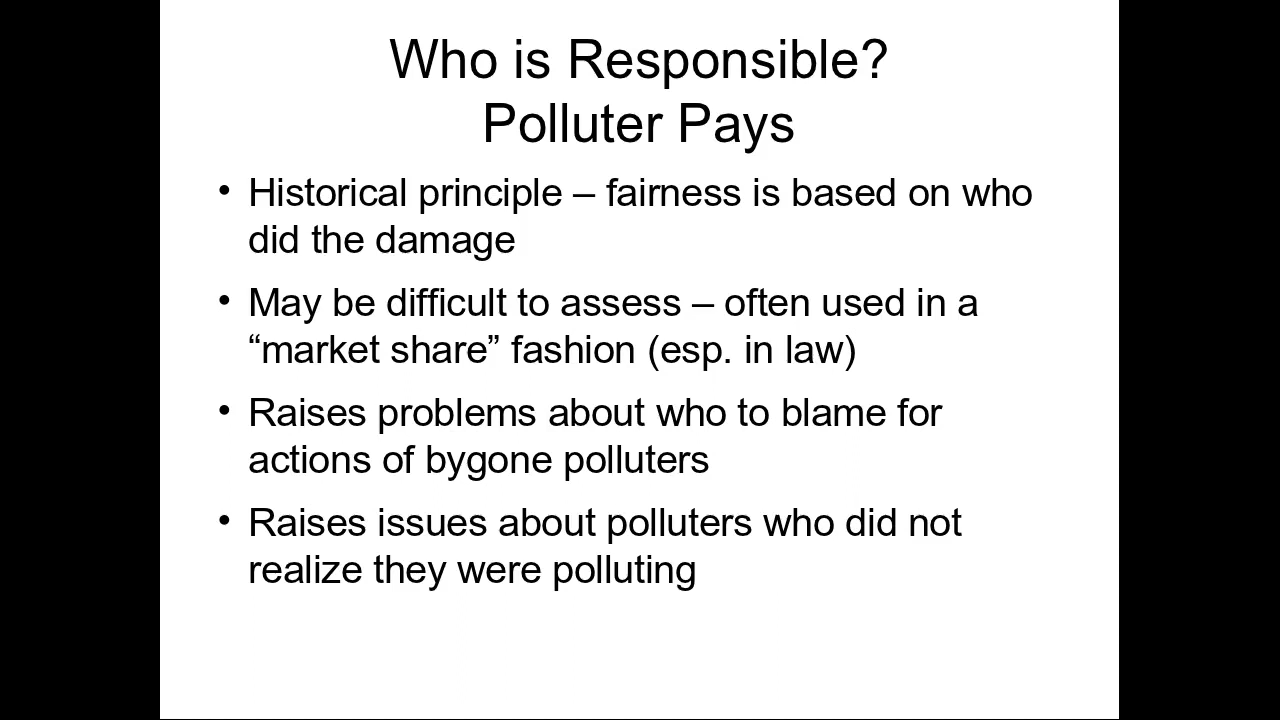 Who is Responsible?
Polluter Pays
• Historical principle – fairness is based on who
did the damage
• May be difficult to assess – often used in a
“market share” fashion (esp. in law)
• Raises problems about who to blame for
actions of bygone polluters
• Raises issues about polluters who did not
realize they were polluting